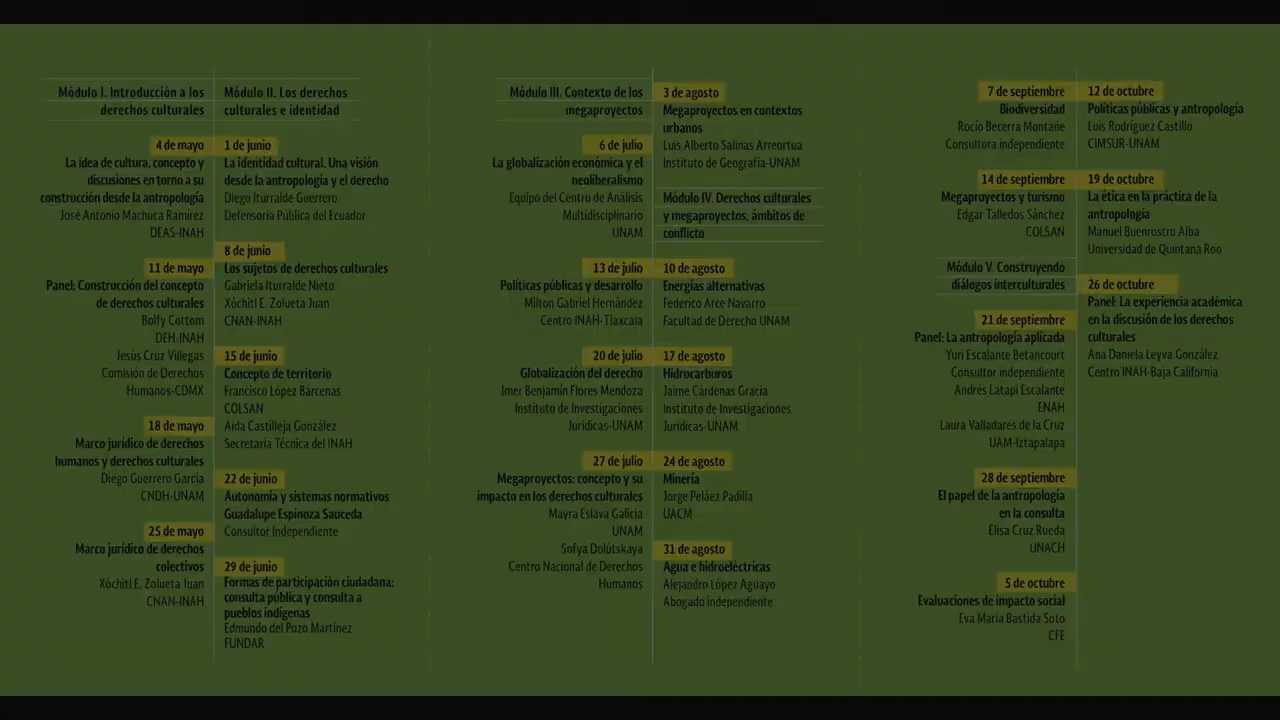 Módulo I. Introducción a los
derechos culturales
4 de mayo
La idea de cultura, concepto y
discusiones en torno a su
construcción desde la antropología
José Antonio Machuca Ramírez
DEAS-INAH
11 de mayo
Panel: Construcción del concepto
de derechos culturales
Bolfy Cottom
DEH-INAH
Jesús Cruz Villegas
Comisión de Derechos
Humanos-CDMX
18 de mayo
Marco jurídico de derechos
humanos y derechos culturales
Diego Guerrero García
CNDH-UNAM
25 de mayo
Marco jurídico de derechos
colectivos
Xóchitl E. Zolueta Juan
CNAN-INAH
Módulo II. Los derechos
culturales e identidad
1 de junio
La identidad cultural. Una visión
desde la antropología y el derecho
Diego Iturralde Guerrero
Defensoría Pública del Ecuador
8 de junio
Los sujetos de derechos culturales
Gabriela Iturralde Nieto
Xóchitl E. Zolueta Juan
CNAN-INAH
15 de junio
Concepto de territorio
Francisco López Bárcenas
COLSAN
Aída Castilleja González
Secretaría Técnica del INAH
22 de junio
Autonomía y sistemas normativos
Guadalupe Espinoza Sauceda
Consultor Independiente
29 de junio
Formas de participación ciudadana:
consulta pública y consulta a
pueblos indígenas
Edmundo del Pozo Martínez
FUNDAR
Módulo III. Contexto de los
megaproyectos
6 de julio
La globalización económica y el
neoliberalismo
Equipo del Centro de Análisis
Multidisciplinario
UNAM
13 de julio
Políticas públicas y desarrollo
Milton Gabriel Hernández
Centro INAH-Tlaxcala
20 de julio
Globalización del derecho
Imer Benjamín Flores Mendoza
Instituto de Investigaciones
Jurídicas-UNAM
27 de julio
Megaproyectos: concepto y su
impacto en los derechos culturales
Mayra Eslava Galicia
UNAM
Sofya Dolútskaya
Centro Nacional de Derechos
Humanos
3 de agosto
Megaproyectos en contextos
urbanos
Luis Alberto Salinas Arreortua
Instituto de Geografía-UNAM
Módulo IV. Derechos culturales
y megaproyectos, ámbitos de
conflicto
10 de agosto
Energías alternativas
Federico Arce Navarro
Facultad de Derecho UNAM
17 de agosto
Hidrocarburos
Jaime Cárdenas Gracia
Instituto de Investigaciones
Jurídicas-UNAM
24 de agosto
Minería
Jorge Peláez Padilla
UACM
31 de agosto
Agua e hidroeléctricas
Alejandro López Aguayo
Abogado independiente
7 de septiembre
Biodiversidad
Rocío Becerra Montañe
Consultora independiente
14 de septiembre
Megaproyectos y turismo
Edgar Talledos Sánchez
COLSAN
Módulo V. Construyendo
diálogos interculturales
21 de septiembre
Panel: La antropología aplicada
Yuri Escalante Betancourt
Consultor independiente
Andrés Latapí Escalante
ENAH
Laura Valladares de la Cruz
UAM-Iztapalapa
28 de septiembre
El papel de la antropología
en la consulta
Elisa Cruz Rueda
UNACH
5 de octubre
Evaluaciones de impacto social
Eva María Bastida Soto
CFE
12 de octubre
Políticas públicas y antropología
Luis Rodríguez Castillo
CIMSUR-UNAM
19 de octubre
La ética en la práctica de la
antropología
Manuel Buenrostro Alba
Universidad de Quintana Roo
26 de octubre
Panel: La experiencia académica
en la discusión de los derechos
culturales
Ana Daniela Leyva González
Centro INAH-Baja California